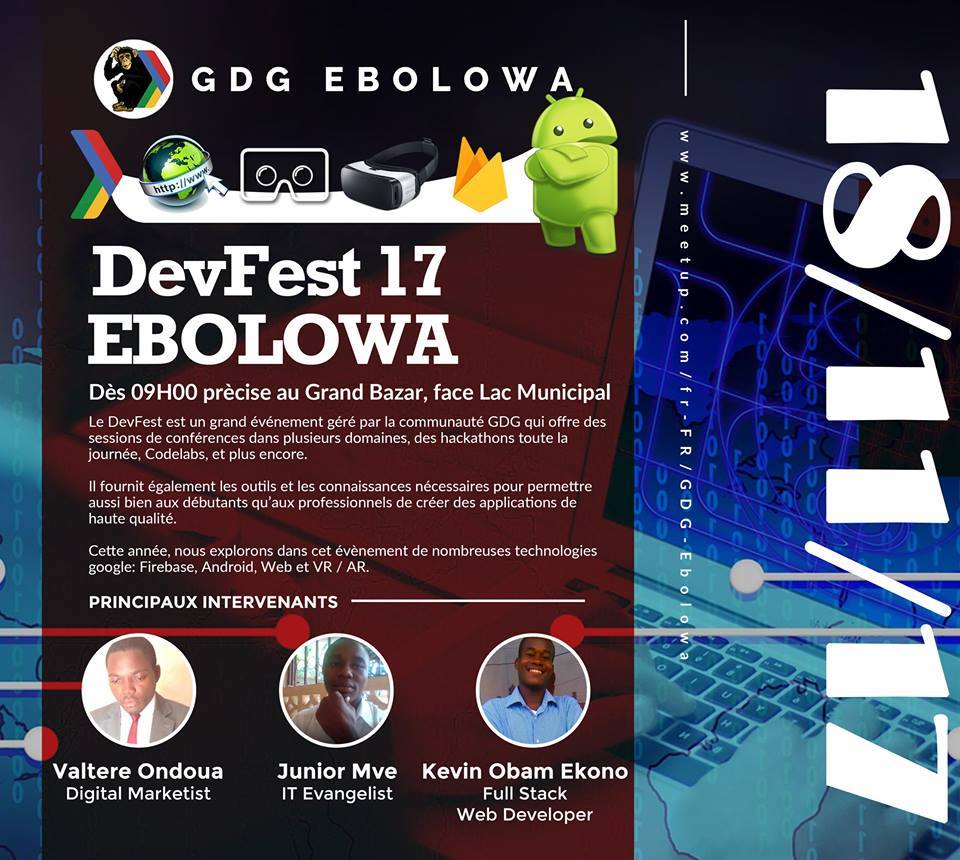 GDG EBOLOWA
http://www.
DevFest 17
EBOLOWA
Dès 09H00 prècise au Grand Bazar, face Lac Municipal
Le DevFest est un grand événement géré par la communauté GDG qui offre des
sessions de conférences dans plusieurs domaines, des hackathons toute la
journée, Codelabs, et plus encore.
Il fournit également les outils et les connaissances nécessaires pour permettre
aussi bien aux débutants qu'aux professionnels de créer des applications de
haute qualité.
Cette année, nous explorons dans cet évènement de nombreuses technologies
google: Firebase, Android, Web et VR / AR.
PRINCIPAUX INTERVENANTS
Valtere Ondoua
Digital Marketist
Junior Mve
IT Evangelist
Kevin Obam Ekono
Full Stack
Web Developer
www.meetup.com/fr-FR/GDG-Ebolowa
18/11/17